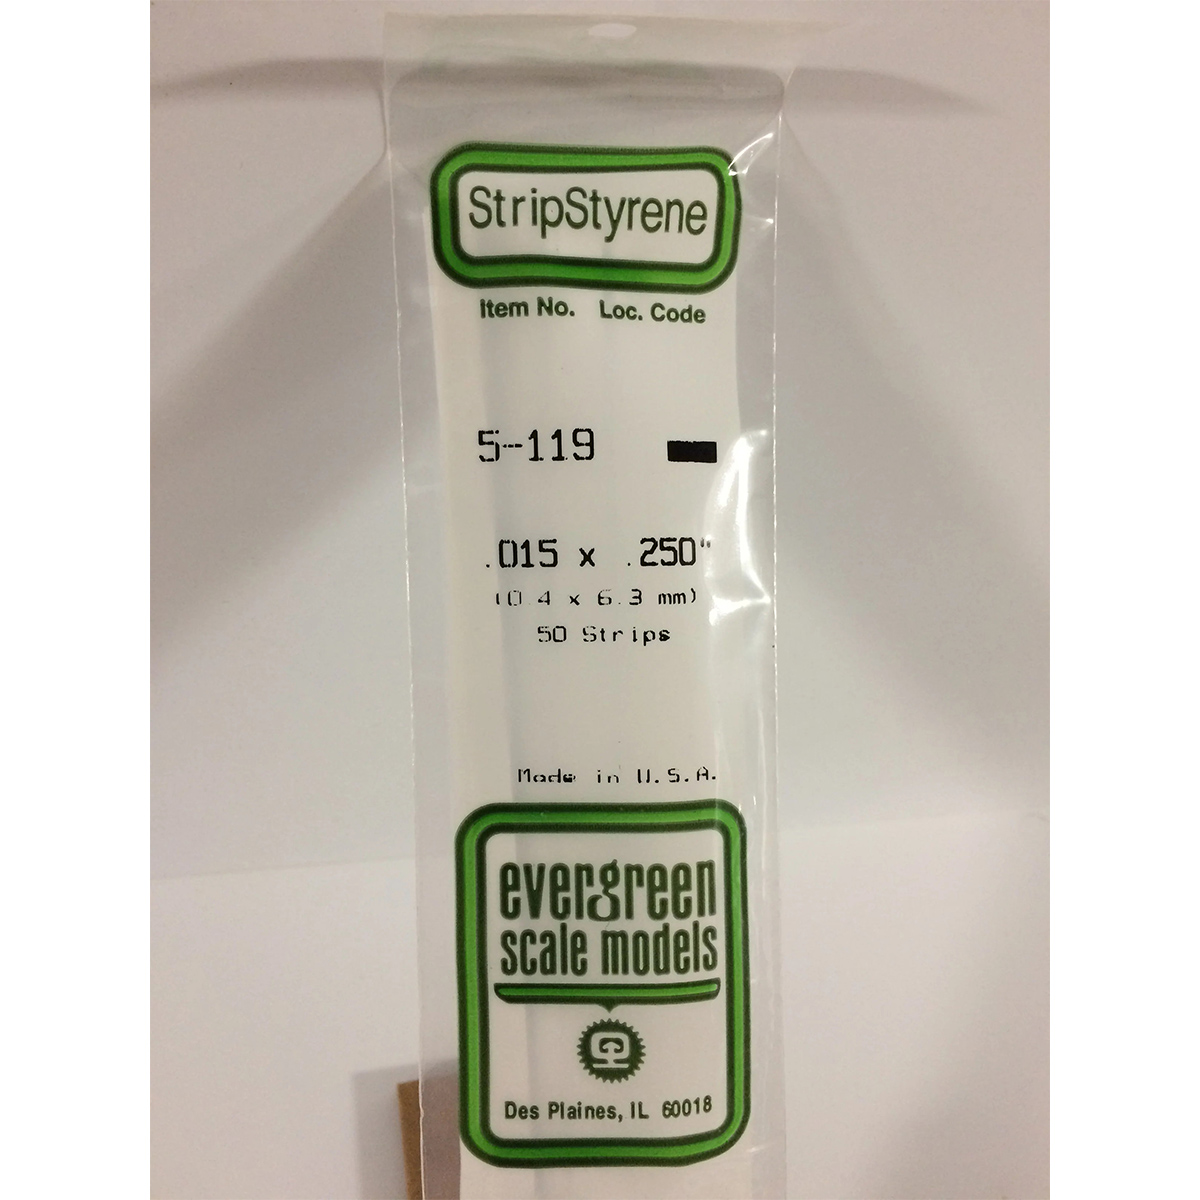 StripStyrene
Item No. Loc. Code
5-119
.015 x .250"
(0.4 x 6.3 mm)
50 Strips
Made in U.S.A.
evergreen
scale models
Des Plaines, IL 60018